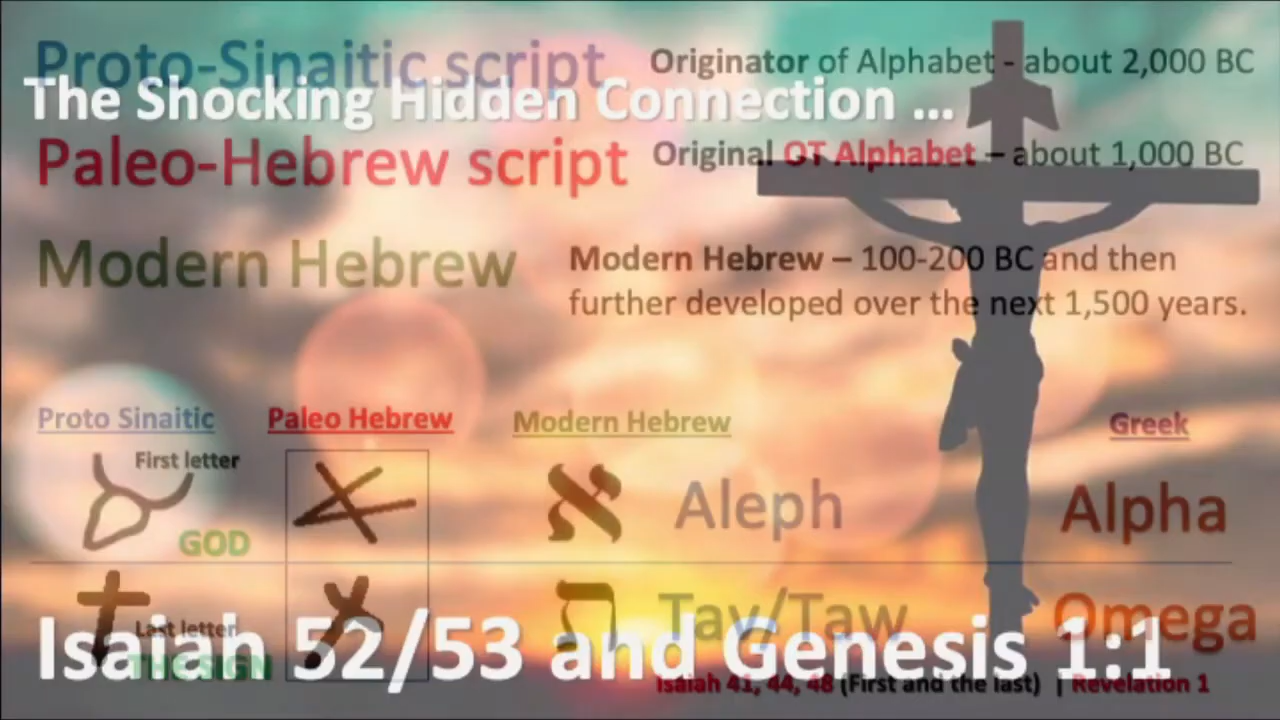 Proto-Sinaitic script Originator of Alphabet - about 2,000 BC
The Shocking Hidden Connection ...
Paleo-Hebrew script Original OT Alphabet – about 1,000 BC
Modern Hebrew Modern Hebrew – 100-200 BC and then
further developed over the next 1,500 years.
Proto Sinaitic Paleo Hebrew Modern Hebrew Greek
First letter
א Aleph Alpha
GOD
ת Tav/Taw Omega
Last letter
Isaiah 52/53 and Genesis 1:1
THE SIGN
Isaiah 41, 44, 48 (First and the last) | Revelation 1